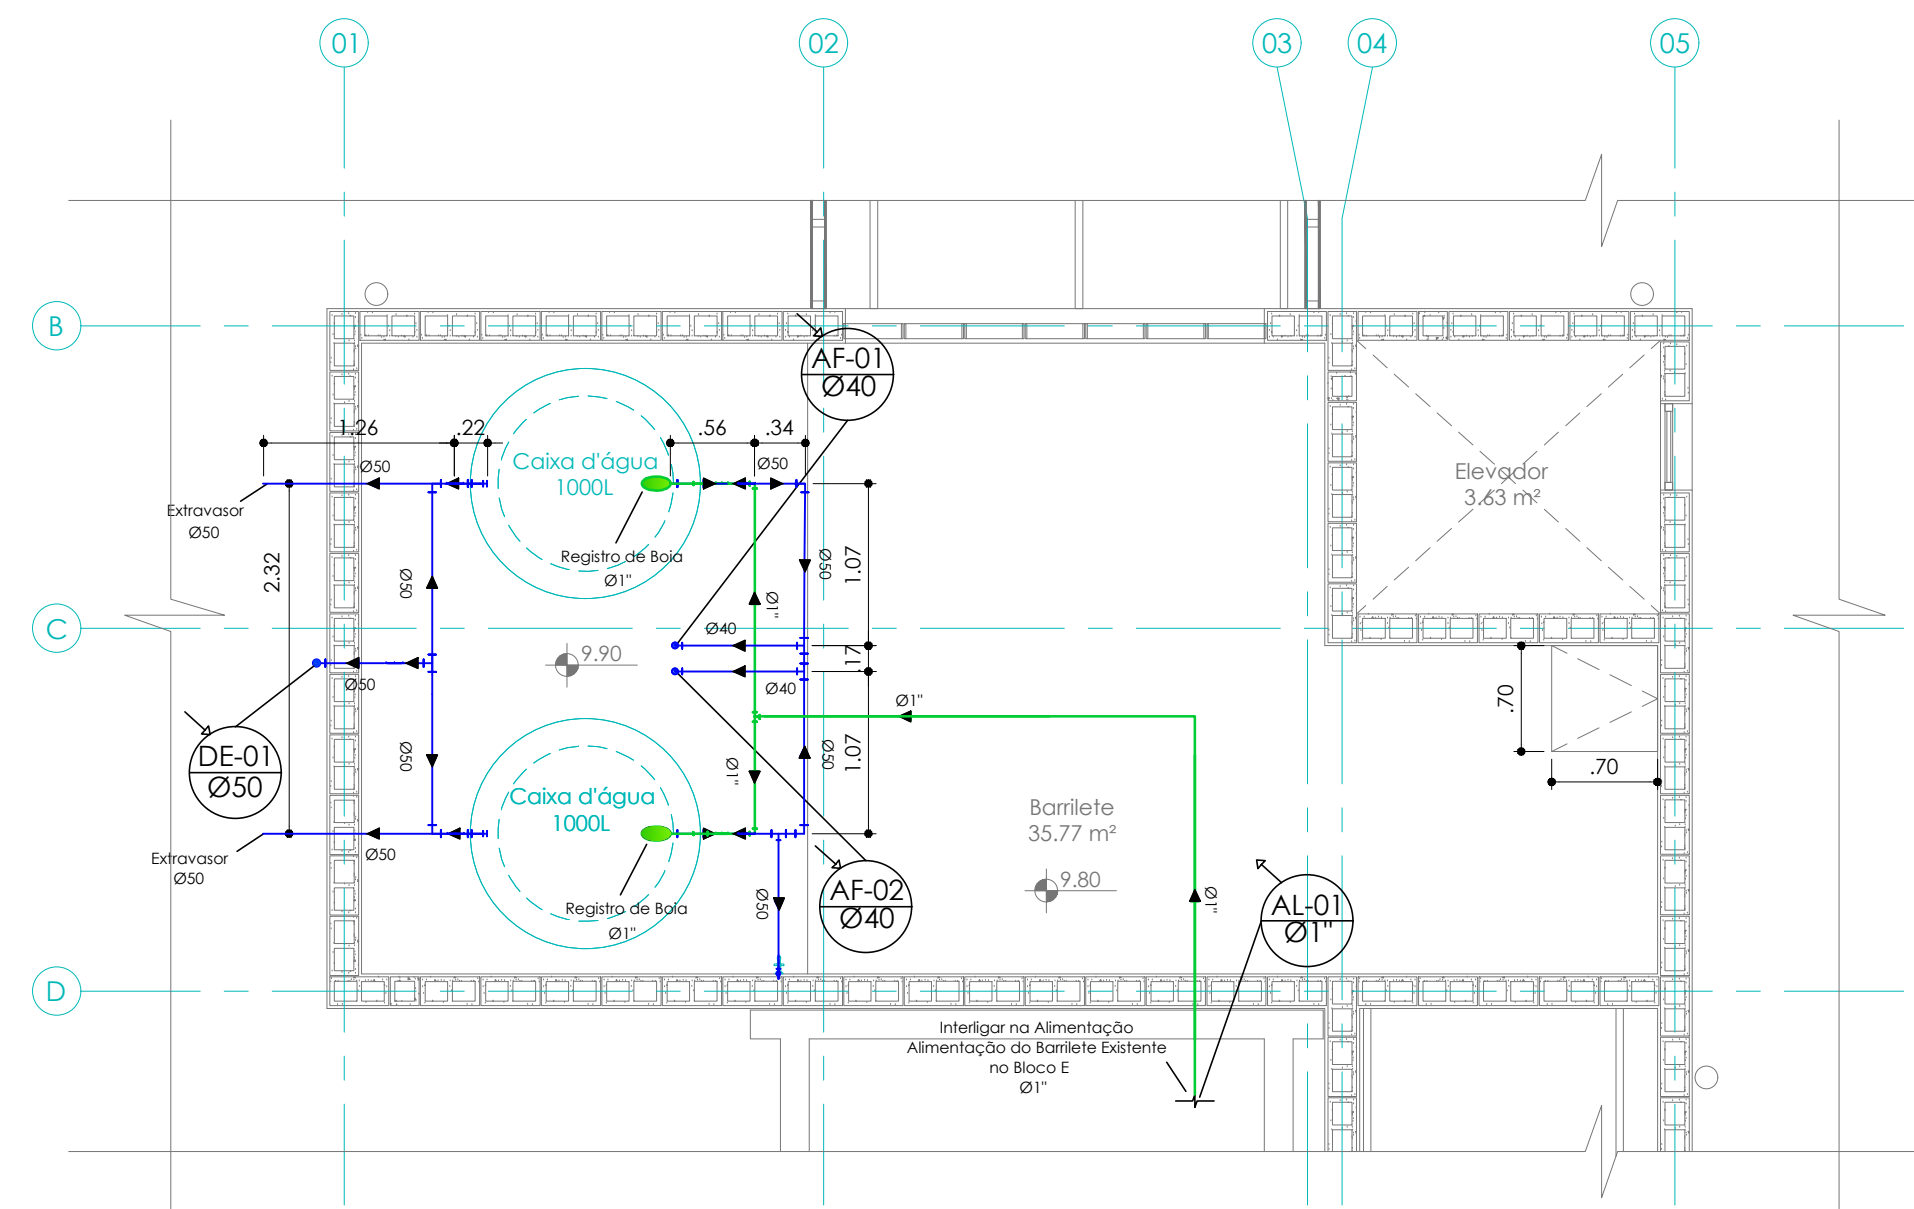 01
02
03
04
05
B
AF-01
Ø40
1.26
.22
.56
.34
Ø50
Caixa d'água
1000L
Ø50
Elevador
3.63 m²
Extravasor
Ø50
Registro de Boia
Ø1"
2.32
Ø50
Ø50
1.07
Ø1"
C
Ø40
9.90
.17
Ø50
Ø40
Ø1"
.70
.70
DE-01
Ø50
Ø50
Ø1"
Ø50
1.07
Caixa d'água
1000L
Barrilete
35.77 m²
Extravasor
Ø50
Ø50
9.80
AF-02
Ø40
Registro de Boia
Ø1"
Ø50
Ø1"
AL-01
Ø1"
D
Interligar na Alimentação
Alimentação do Barrilete Existente
no Bloco E
Ø1"